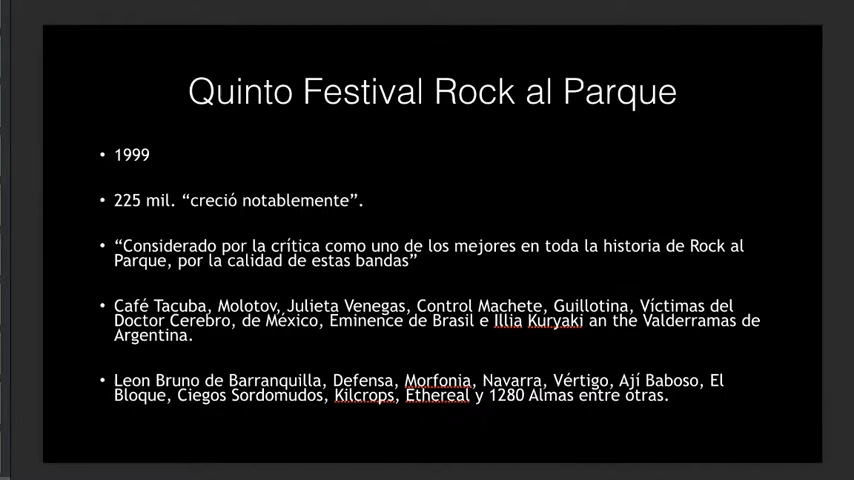 Quinto Festival Rock al Parque
• 1999
• 225 mil. “creció notablemente”.
• “Considerado por la crítica como uno de los mejores en toda la historia de Rock al
Parque, por la calidad de estas bandas”
• Café Tacuba, Molotov, Julieta Venegas, Control Machete, Guillotina, Víctimas del
Doctor Cerebro, de México, Eminence de Brasil e Illia Kuryaki an the Valderramas de
Argentina.
• Leon Bruno de Barranquilla, Defensa, Morfonia, Navarra, Vértigo, Ají Baboso, El
Bloque, Ciegos Sordomudos, Kilcrops, Ethereal y 1280 Almas entre otras.